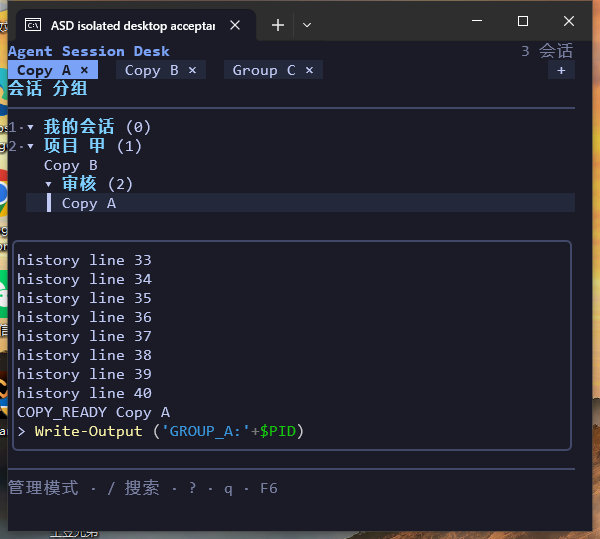 ASD isolated desktop acceptar
Agent Session Desk 3 会话
Copy A × Copy B × Group C × +
会话 分组
1·▾ 我的会话 (0)
2·▾ 项目 甲 (1)
Copy B
▾ 审核 (2)
Copy A
history line 33
history line 34
history line 35
history line 36
history line 37
history line 38
history line 39
history line 40
COPY_READY Copy A
> Write-Output ('GROUP_A:'+$PID)
管理模式 · / 搜索 · ? · q · F6